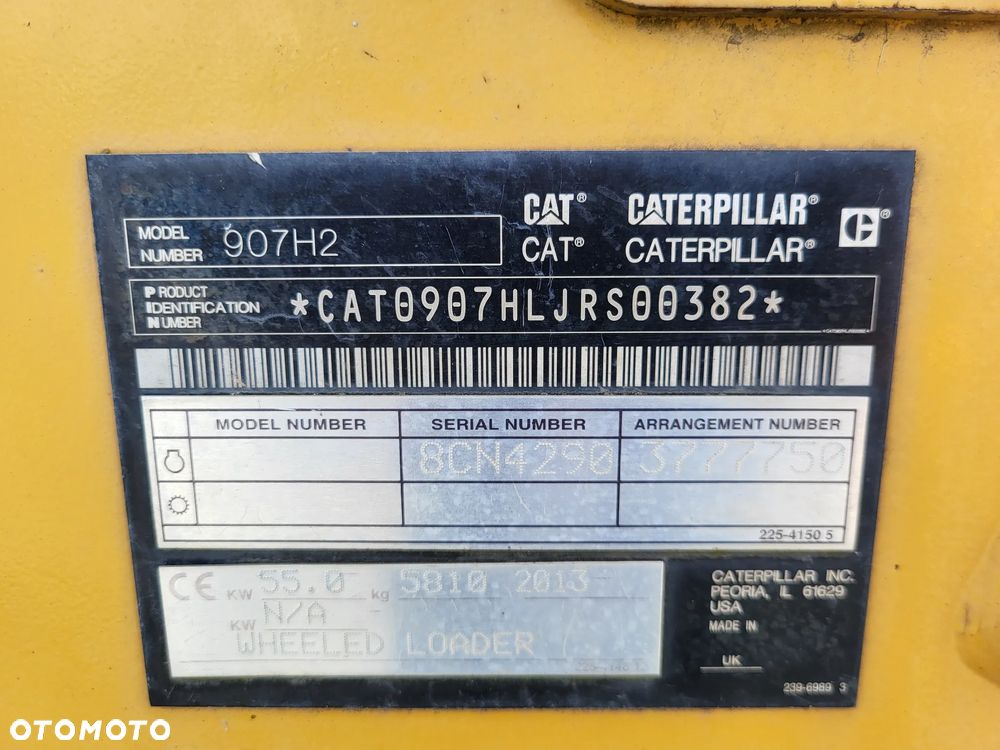 CAT® CATERPILLAR®
MODEL NUMBER 907H2
CAT® CATERPILLAR®
PRODUCT IDENTIFICATION NUMBER *CAT0907HLJRS00382*
MODEL NUMBER SERIAL NUMBER ARRANGEMENT NUMBER
8CN4290 3777750
225-4150 5
CE KW 55.0 kg 5810 2013
KW N/A
WHEELED LOADER
CATERPILLAR INC.
PEORIA, IL 61629
USA
MADE IN
UK
239-6989 3
OTOMOTO